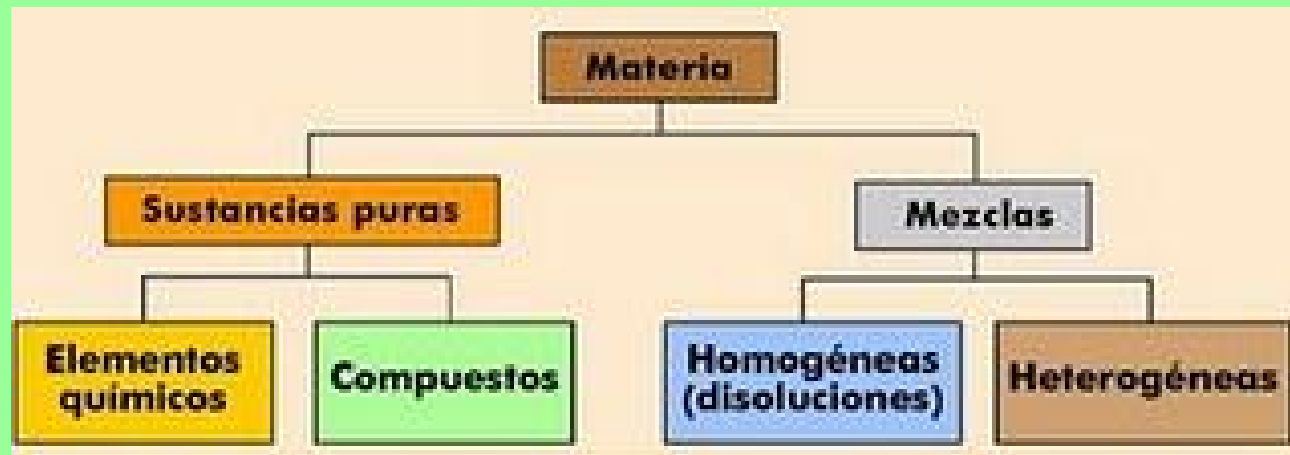 Materia
Sustancias puras
Mezclas
Elementos
químicos
Compuestos
Homogéneas
(disoluciones)
Heterogéneas